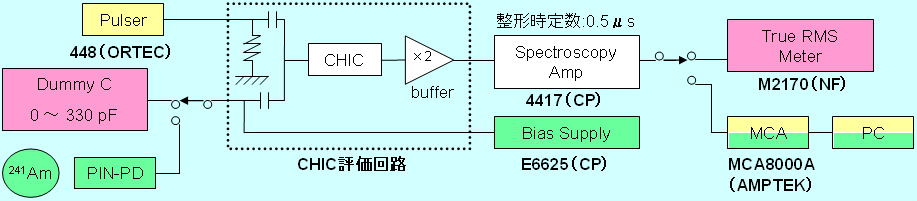 Pulser
448(ORTEC)
Dummy C
0 ~ 330 pF
²⁴¹Am
PIN-PD
CHIC
×2
buffer
CHIC評価回路
整形時定数:0.5μs
Spectroscopy
Amp
4417(CP)
Bias Supply
E6625(CP)
True RMS
Meter
M2170(NF)
MCA
PC
MCA8000A
(AMPTEK)